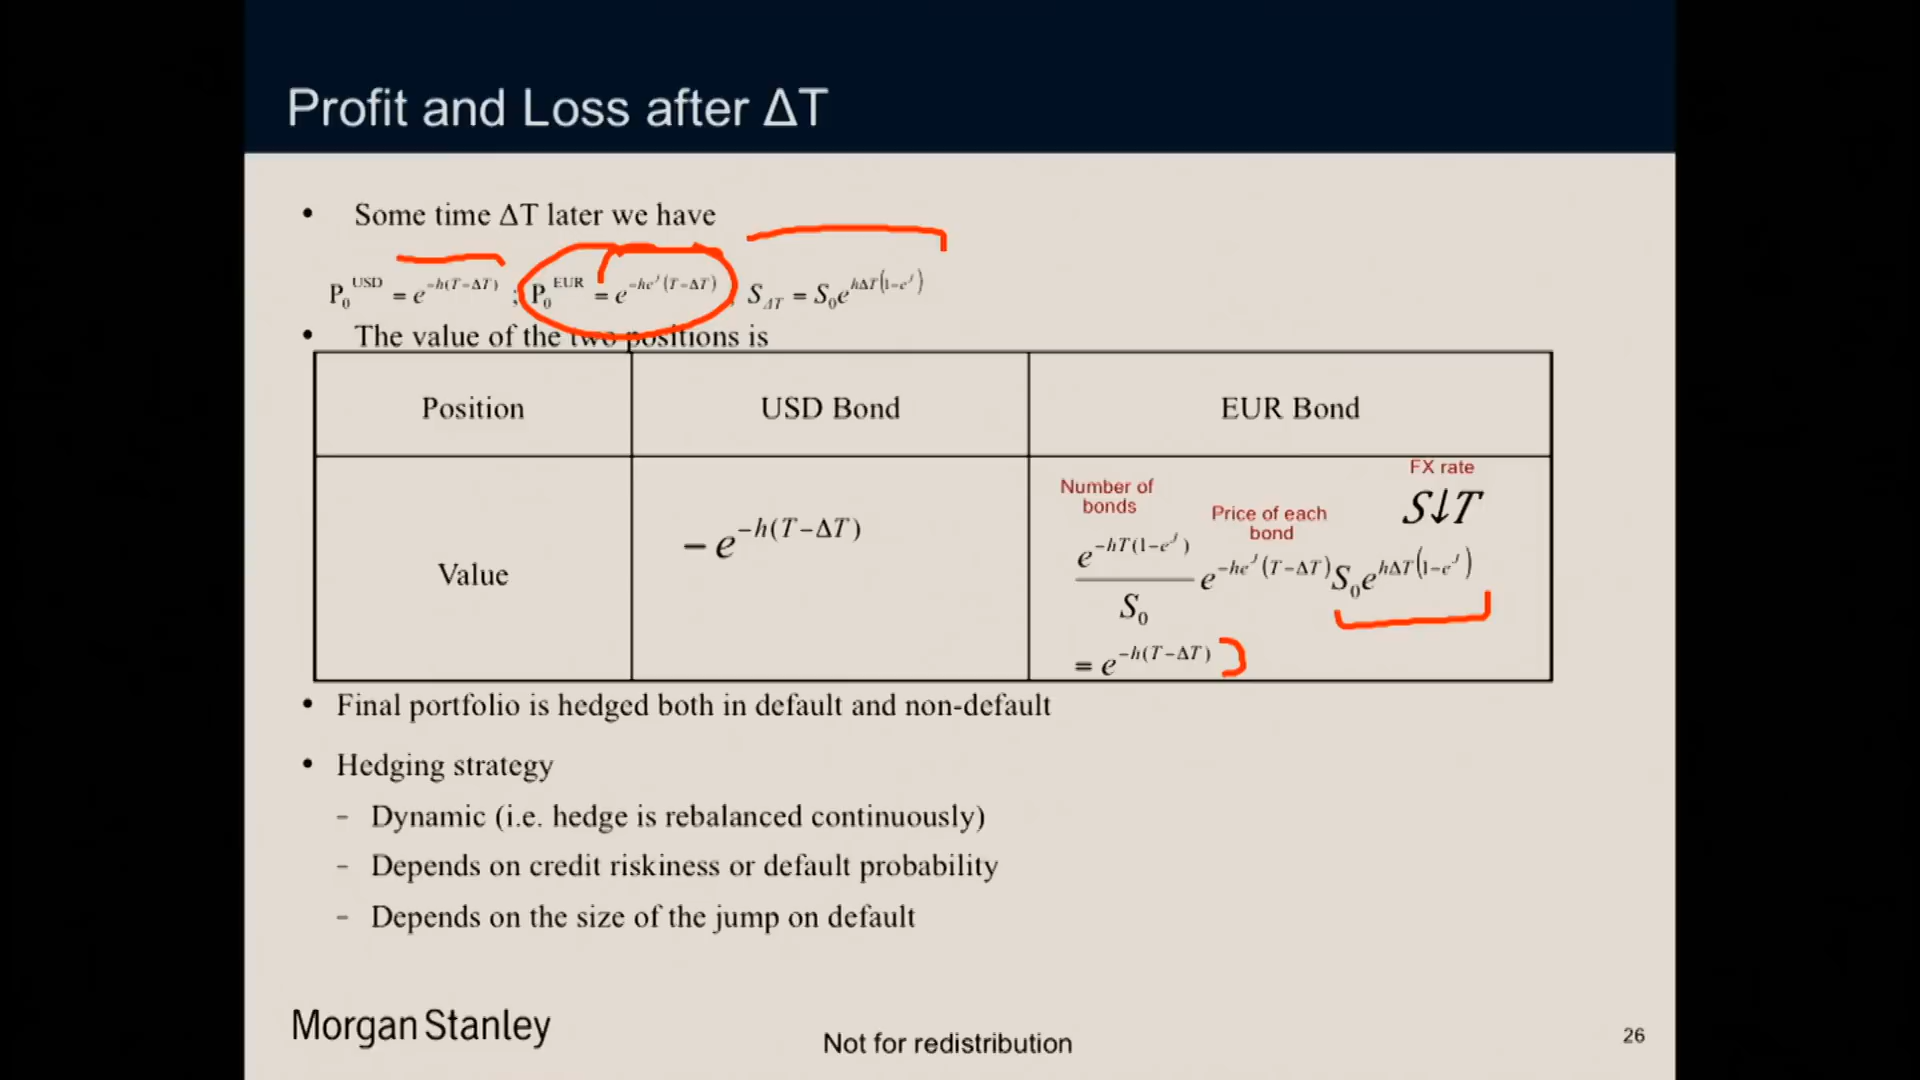 Profit and Loss after ΔT
• Some time ΔT later we have
P₀^USD = e^{-h(T-ΔT)} ; P₀^EUR = e^{-he^J(T-ΔT)} ; S_{ΔT} = S₀e^{hΔT(1-e^J)}
• The value of the two positions is
Position USD Bond EUR Bond
Value
-e^{-h(T-ΔT)}
Number of bonds
Price of each bond
FX rate
S↓T
e^{-hT(1-e^J)} / S₀ e^{-he^J(T-ΔT)} S₀e^{hΔT(1-e^J)}
= e^{-h(T-ΔT)}
• Final portfolio is hedged both in default and non-default
• Hedging strategy
- Dynamic (i.e. hedge is rebalanced continuously)
- Depends on credit riskiness or default probability
- Depends on the size of the jump on default
Morgan Stanley
Not for redistribution
26